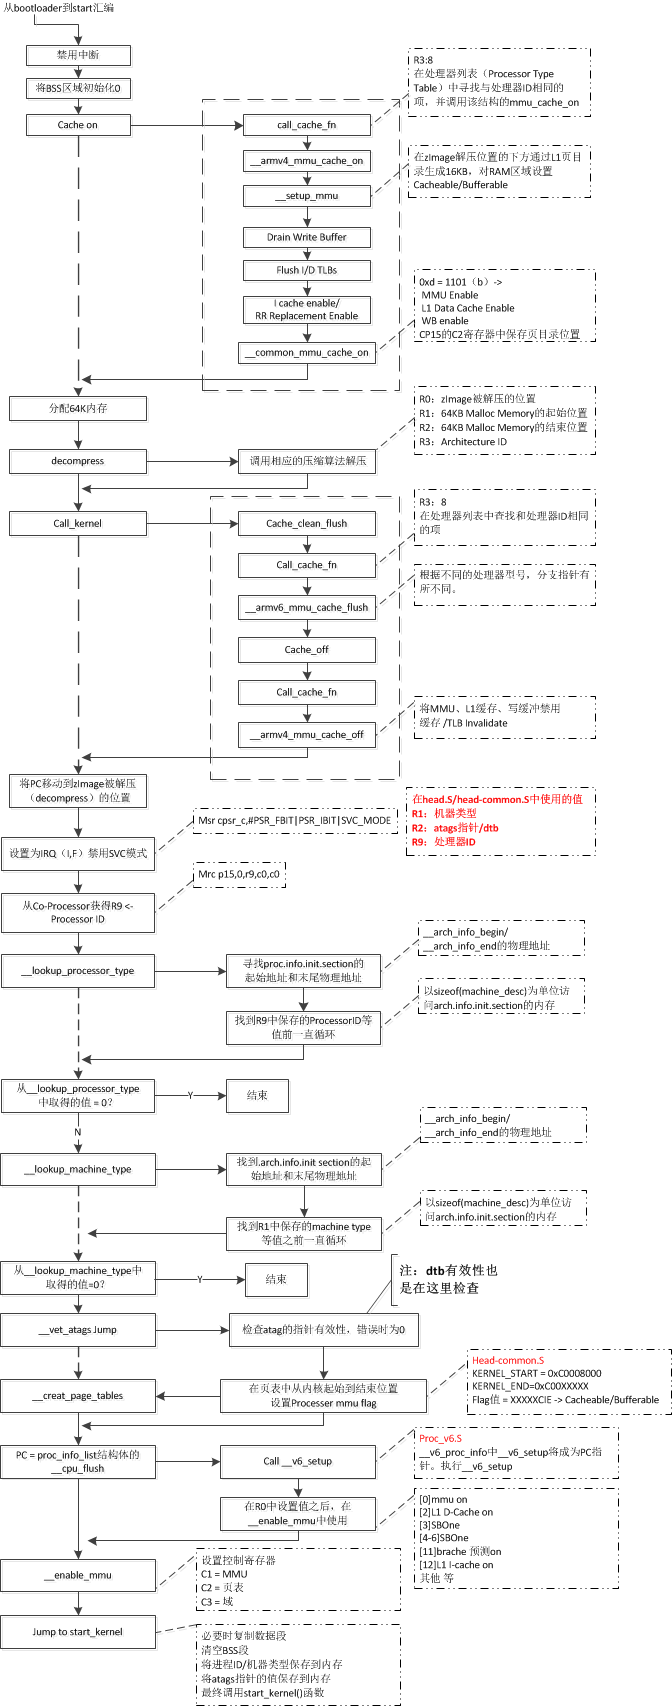 从bootloader到start汇编
禁用中断
将BSS区域初始化0
Cache on
call_cache_fn
R3:8
在处理器列表（Processor Type
Table）中寻找与处理器ID相同的
项，并调用该结构的mmu_cache_on
__armv4_mmu_cache_on
__setup_mmu
在zImage解压位置的下方通过L1页目
录生成16KB，对RAM区域设置
Cacheable/Bufferable
Drain Write Buffer
Flush I/D TLBs
I cache enable/
RR Replacement Enable
__common_mmu_cache_on
0xd = 1101（b）->
MMU Enable
L1 Data Cache Enable
WB enable
CP15的C2寄存器中保存页目录位置
分配64K内存
R0：zImage被解压的位置
R1：64KB Malloc Memory的起始位置
R2：64KB Malloc Memory的结束位置
R3：Architecture ID
decompress
调用相应的压缩算法解压
Call_kernel
Cache_clean_flush
R3：8
在处理器列表中查找和处理器ID相同
的项
Call_cache_fn
__armv6_mmu_cache_flush
根据不同的处理器型号，分支指针有
所不同。
Cache_off
Call_cache_fn
__armv4_mmu_cache_off
将MMU、L1缓存、写缓冲禁用
缓存 /TLB Invalidate
将PC移动到zImage被解压
（decompress）的位置
在head.S/head-common.S中使用的值
R1：机器类型
R2：atags指针/dtb
R9：处理器ID
Msr cpsr_c,#PSR_FBIT|PSR_IBIT|SVC_MODE
设置为IRQ（I,F）禁用SVC模式
Mrc p15,0,r9,c0,c0
从Co-Processor获得R9 <-
Processor ID
__arch_info_begin/
__arch_info_end的物理地址
__lookup_processor_type
寻找proc.info.init.section的
起始地址和末尾物理地址
以sizeof(machine_desc)为单位访
问arch.info.init.section的内存
找到R9中保存的ProcessorID等
值前一直循环
从__lookup_processor_type
中取得的值 = 0?
Y
结束
N
__arch_info_begin/
__arch_info_end的物理地址
__lookup_machine_type
找到.arch.info.init section的起
始地址和末尾物理地址
以sizeof(machine_desc)为单位访
问arch.info.init.section的内存
找到R1中保存的machine type
等值之前一直循环
从__lookup_machine_type中
取得的值=0?
Y
结束
注：dtb有效性也
是在这里检查
__vet_atags Jump
检查atag的指针有效性，错误时为0
__creat_page_tables
在页表中从内核起始到结束位置
设置Processer mmu flag
Head-common.S
KERNEL_START = 0xC0008000
KERNEL_END=0xC00XXXXX
Flag值 = XXXXXCIE -> Cacheable/Bufferable
PC = proc_info_list结构体的
__cpu_flush
Call __v6_setup
Proc_v6.S
__v6_proc_info中__v6_setup将成为PC指
针。执行__v6_setup
在R0中设置值之后，在
__enable_mmu中使用
[0]mmu on
[2]L1 D-Cache on
[3]SBOne
[4-6]SBOne
[11]brache 预测on
[12]L1 I-cache on
其他 等
__enable_mmu
设置控制寄存器
C1 = MMU
C2 = 页表
C3 = 域
Jump to start_kernel
必要时复制数据段
清空BSS段
将进程ID/机器类型保存到内存
将atags指针的值保存到内存
最终调用start_kernel()函数